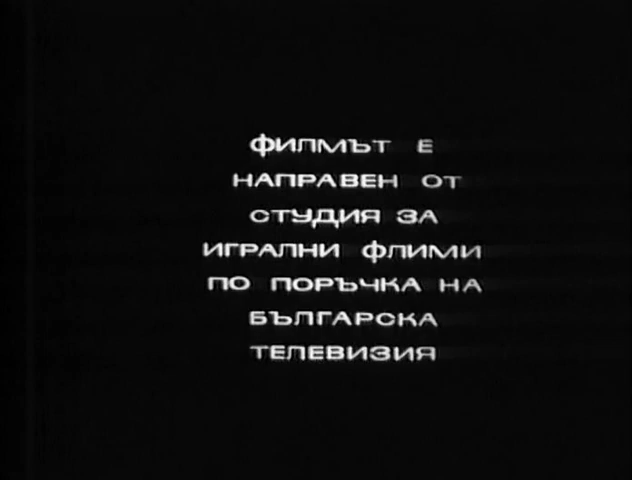 ФИЛМЪТ Е
НАПРАВЕН ОТ
СТУДИЯ ЗА
ИГРАЛНИ ФЛИМИ
ПО ПОРЪЧКА НА
БЪЛГАРСКА
ТЕЛЕВИЗИЯ